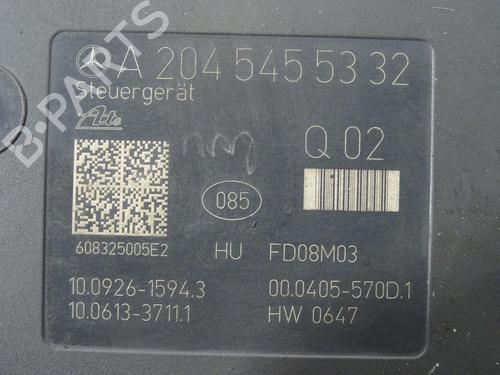 A 204 545 53 32
Steuergerät
Ate
Q 02
085
608325005E2 HU FD08M03
10.0926-1594.3 00.0405-570D.1
10.0613-3711.1 HW 0647
B-PARTS